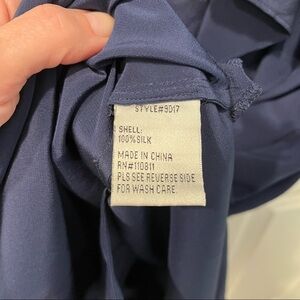 STYLE#9D17
SHELL:
100%SILK
MADE IN CHINA
RN#110811
PLS SEE REVERSE SIDE
FOR WASH CARE.